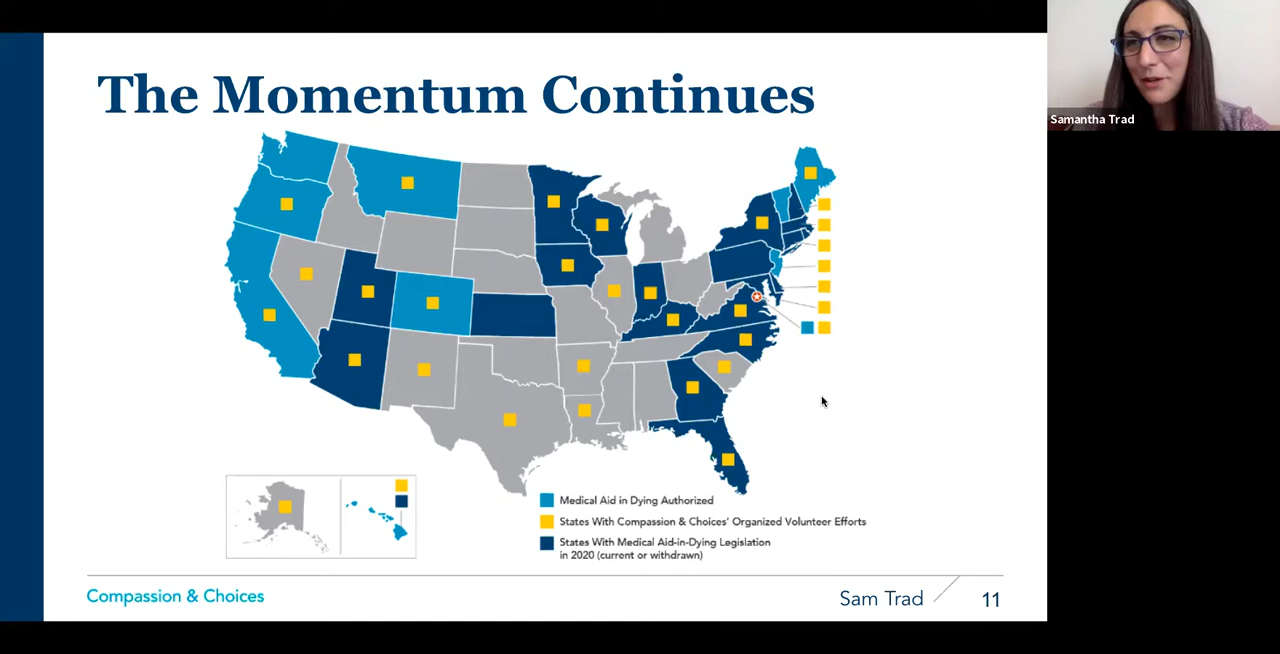 The Momentum Continues
Samantha Trad
Medical Aid in Dying Authorized
States With Compassion & Choices' Organized Volunteer Efforts
States With Medical Aid-in-Dying Legislation
in 2020 (current or withdrawn)
Compassion & Choices
Sam Trad
11